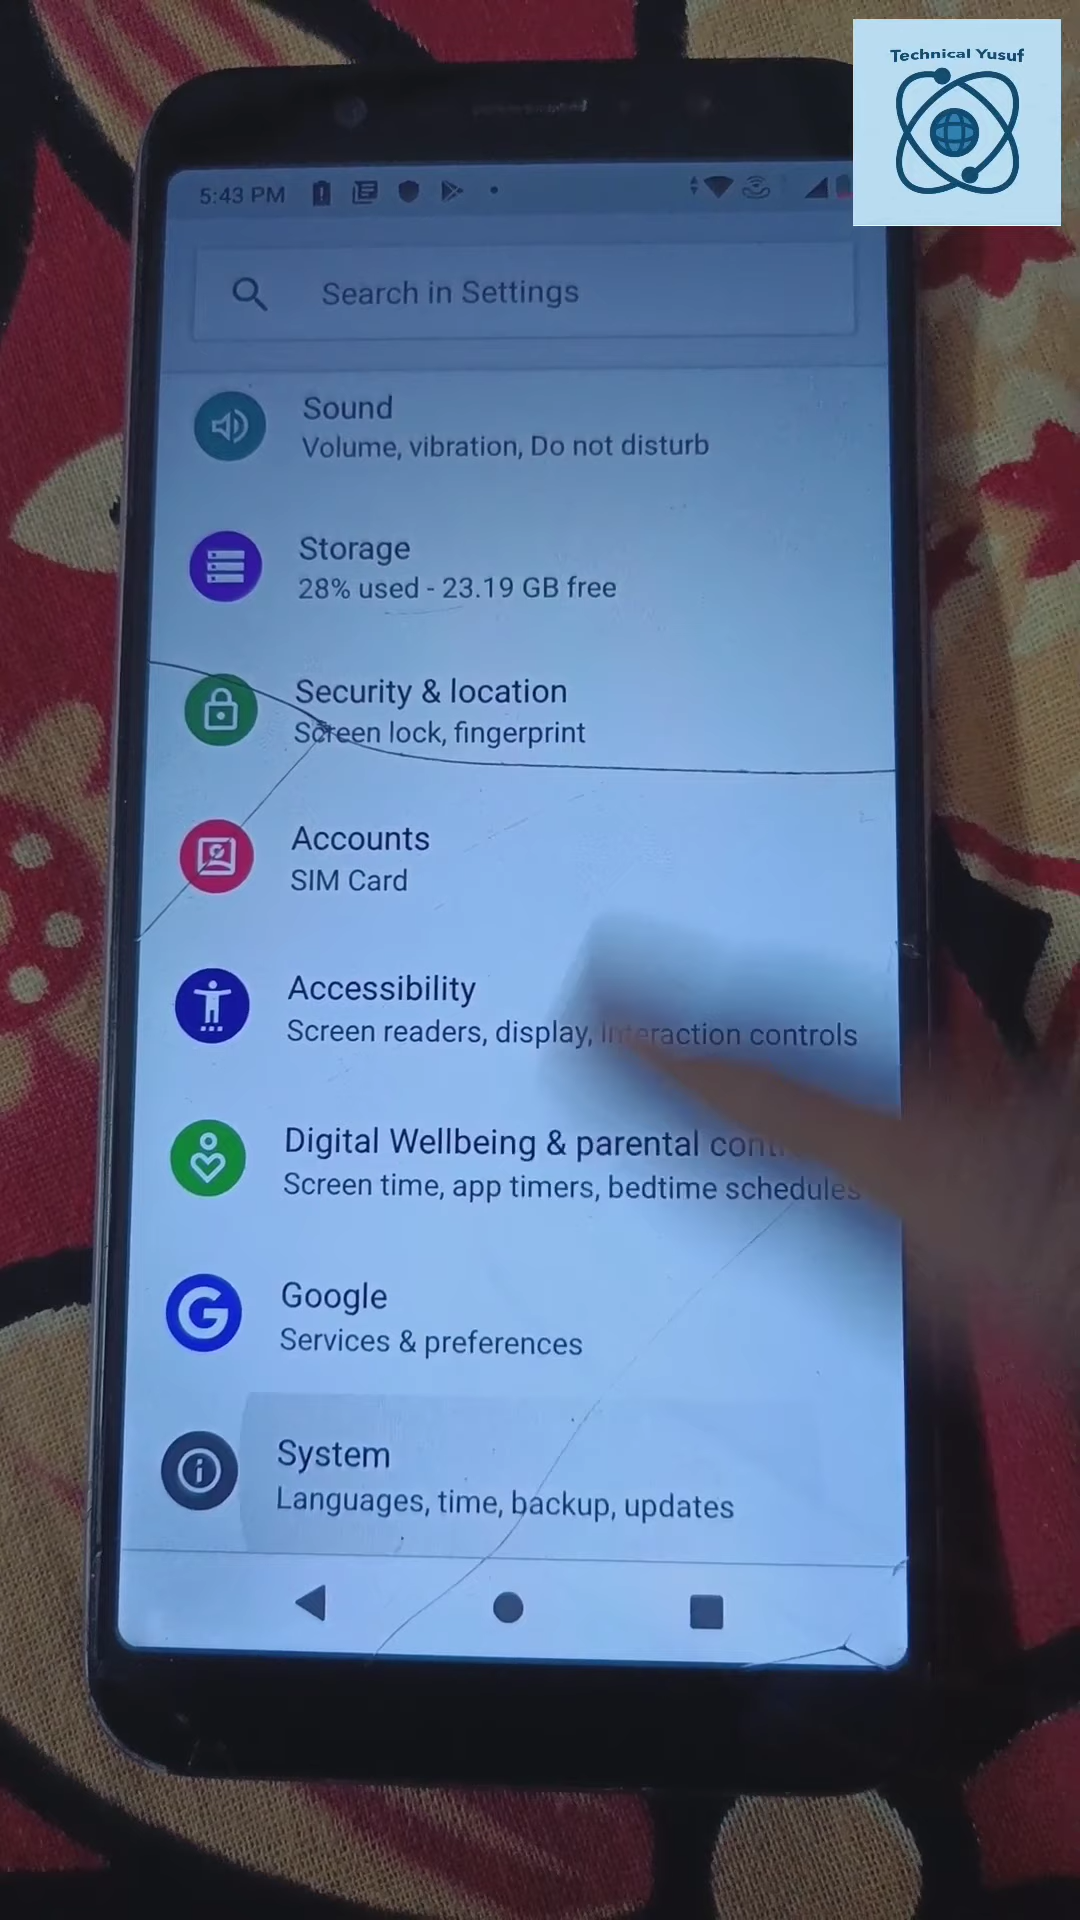 Technical Yusuf
5:43 PM
Search in Settings
Sound
Volume, vibration, Do not disturb
Storage
28% used - 23.19 GB free
Security & location
Screen lock, fingerprint
Accounts
SIM Card
Accessibility
Screen readers, display, interaction controls
Digital Wellbeing & parental
Screen time, app timers, bedtime schedules
Google
Services & preferences
System
Languages, time, backup, updates